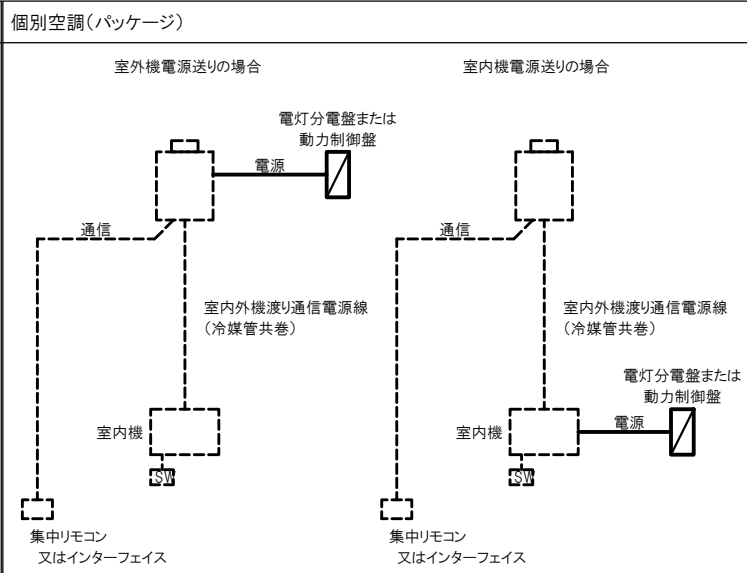 個別空調（パッケージ）
室外機電源送りの場合
電灯分電盤または
動力制御盤
電源
通信
室内外機渡り通信電源線
（冷媒管共巻）
室内機
SW
集中リモコン
又はインターフェイス
室内機電源送りの場合
通信
室内外機渡り通信電源線
（冷媒管共巻）
電灯分電盤または
動力制御盤
室内機
電源
SW
集中リモコン
又はインターフェイス